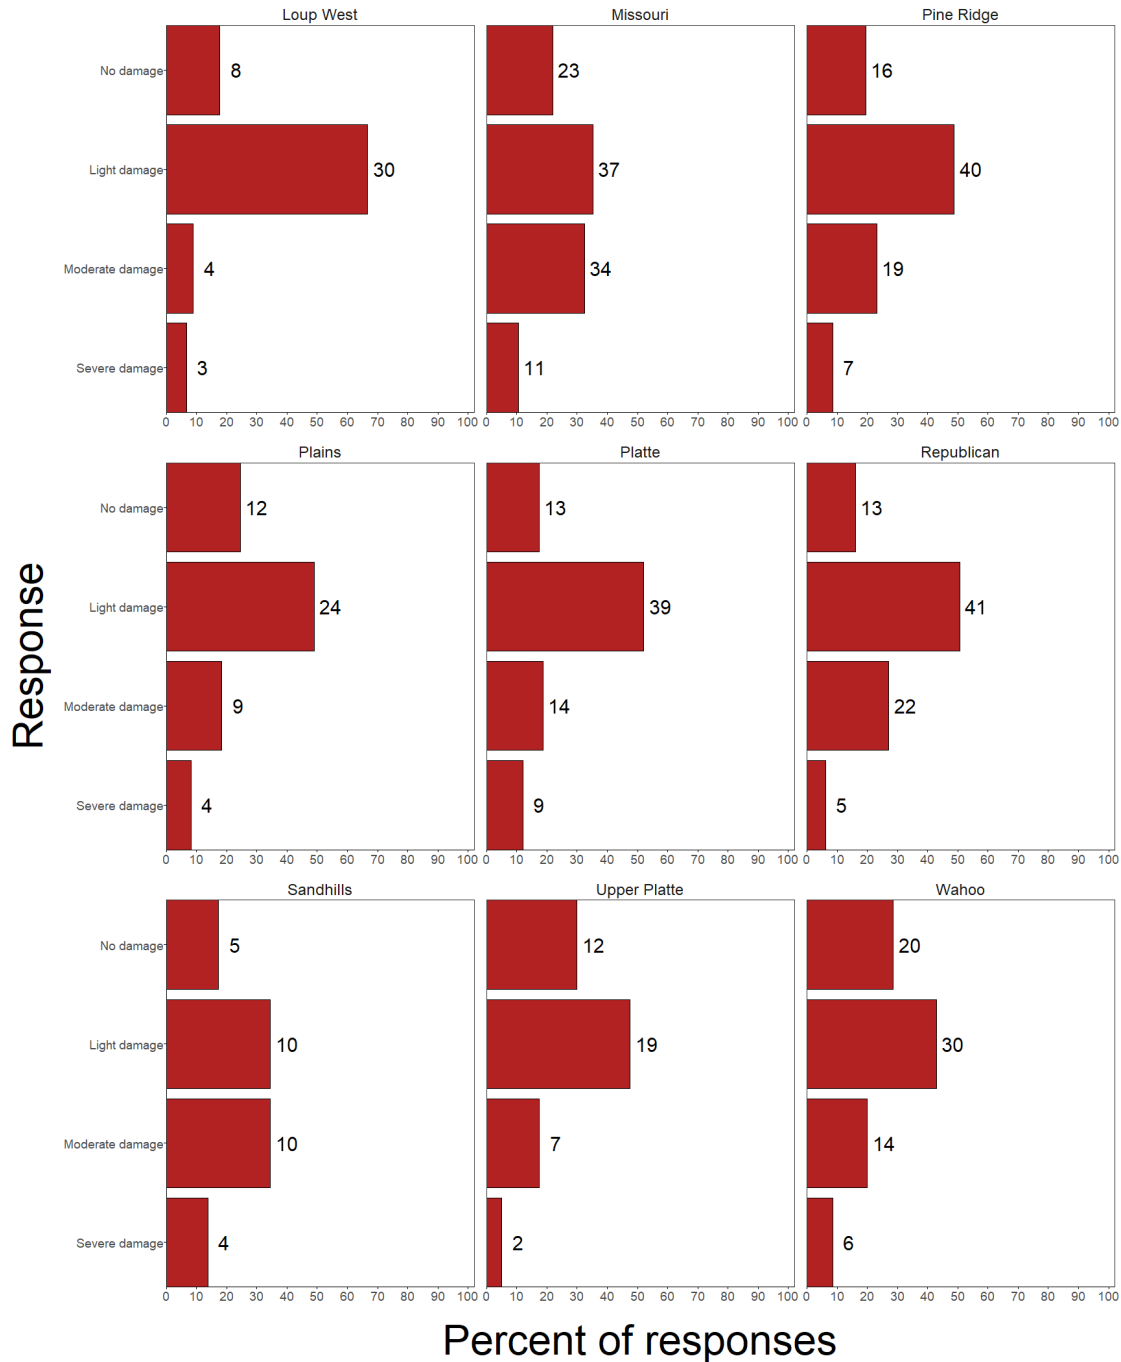 Loup West Missouri Pine Ridge
No damage 8 23 16
Light damage 30 37 40
Moderate damage 4 34 19
Severe damage 3 11 7
0 10 20 30 40 50 60 70 80 90 100 0 10 20 30 40 50 60 70 80 90 100 0 10 20 30 40 50 60 70 80 90 100
Plains Platte Republican
No damage 12 13 13
Light damage 24 39 41
Moderate damage 9 14 22
Severe damage 4 9 5
0 10 20 30 40 50 60 70 80 90 100 0 10 20 30 40 50 60 70 80 90 100 0 10 20 30 40 50 60 70 80 90 100
Sandhills Upper Platte Wahoo
No damage 5 12 20
Light damage 10 19 30
Moderate damage 10 7 14
Severe damage 4 2 6
0 10 20 30 40 50 60 70 80 90 100 0 10 20 30 40 50 60 70 80 90 100 0 10 20 30 40 50 60 70 80 90 100
Response
Percent of responses